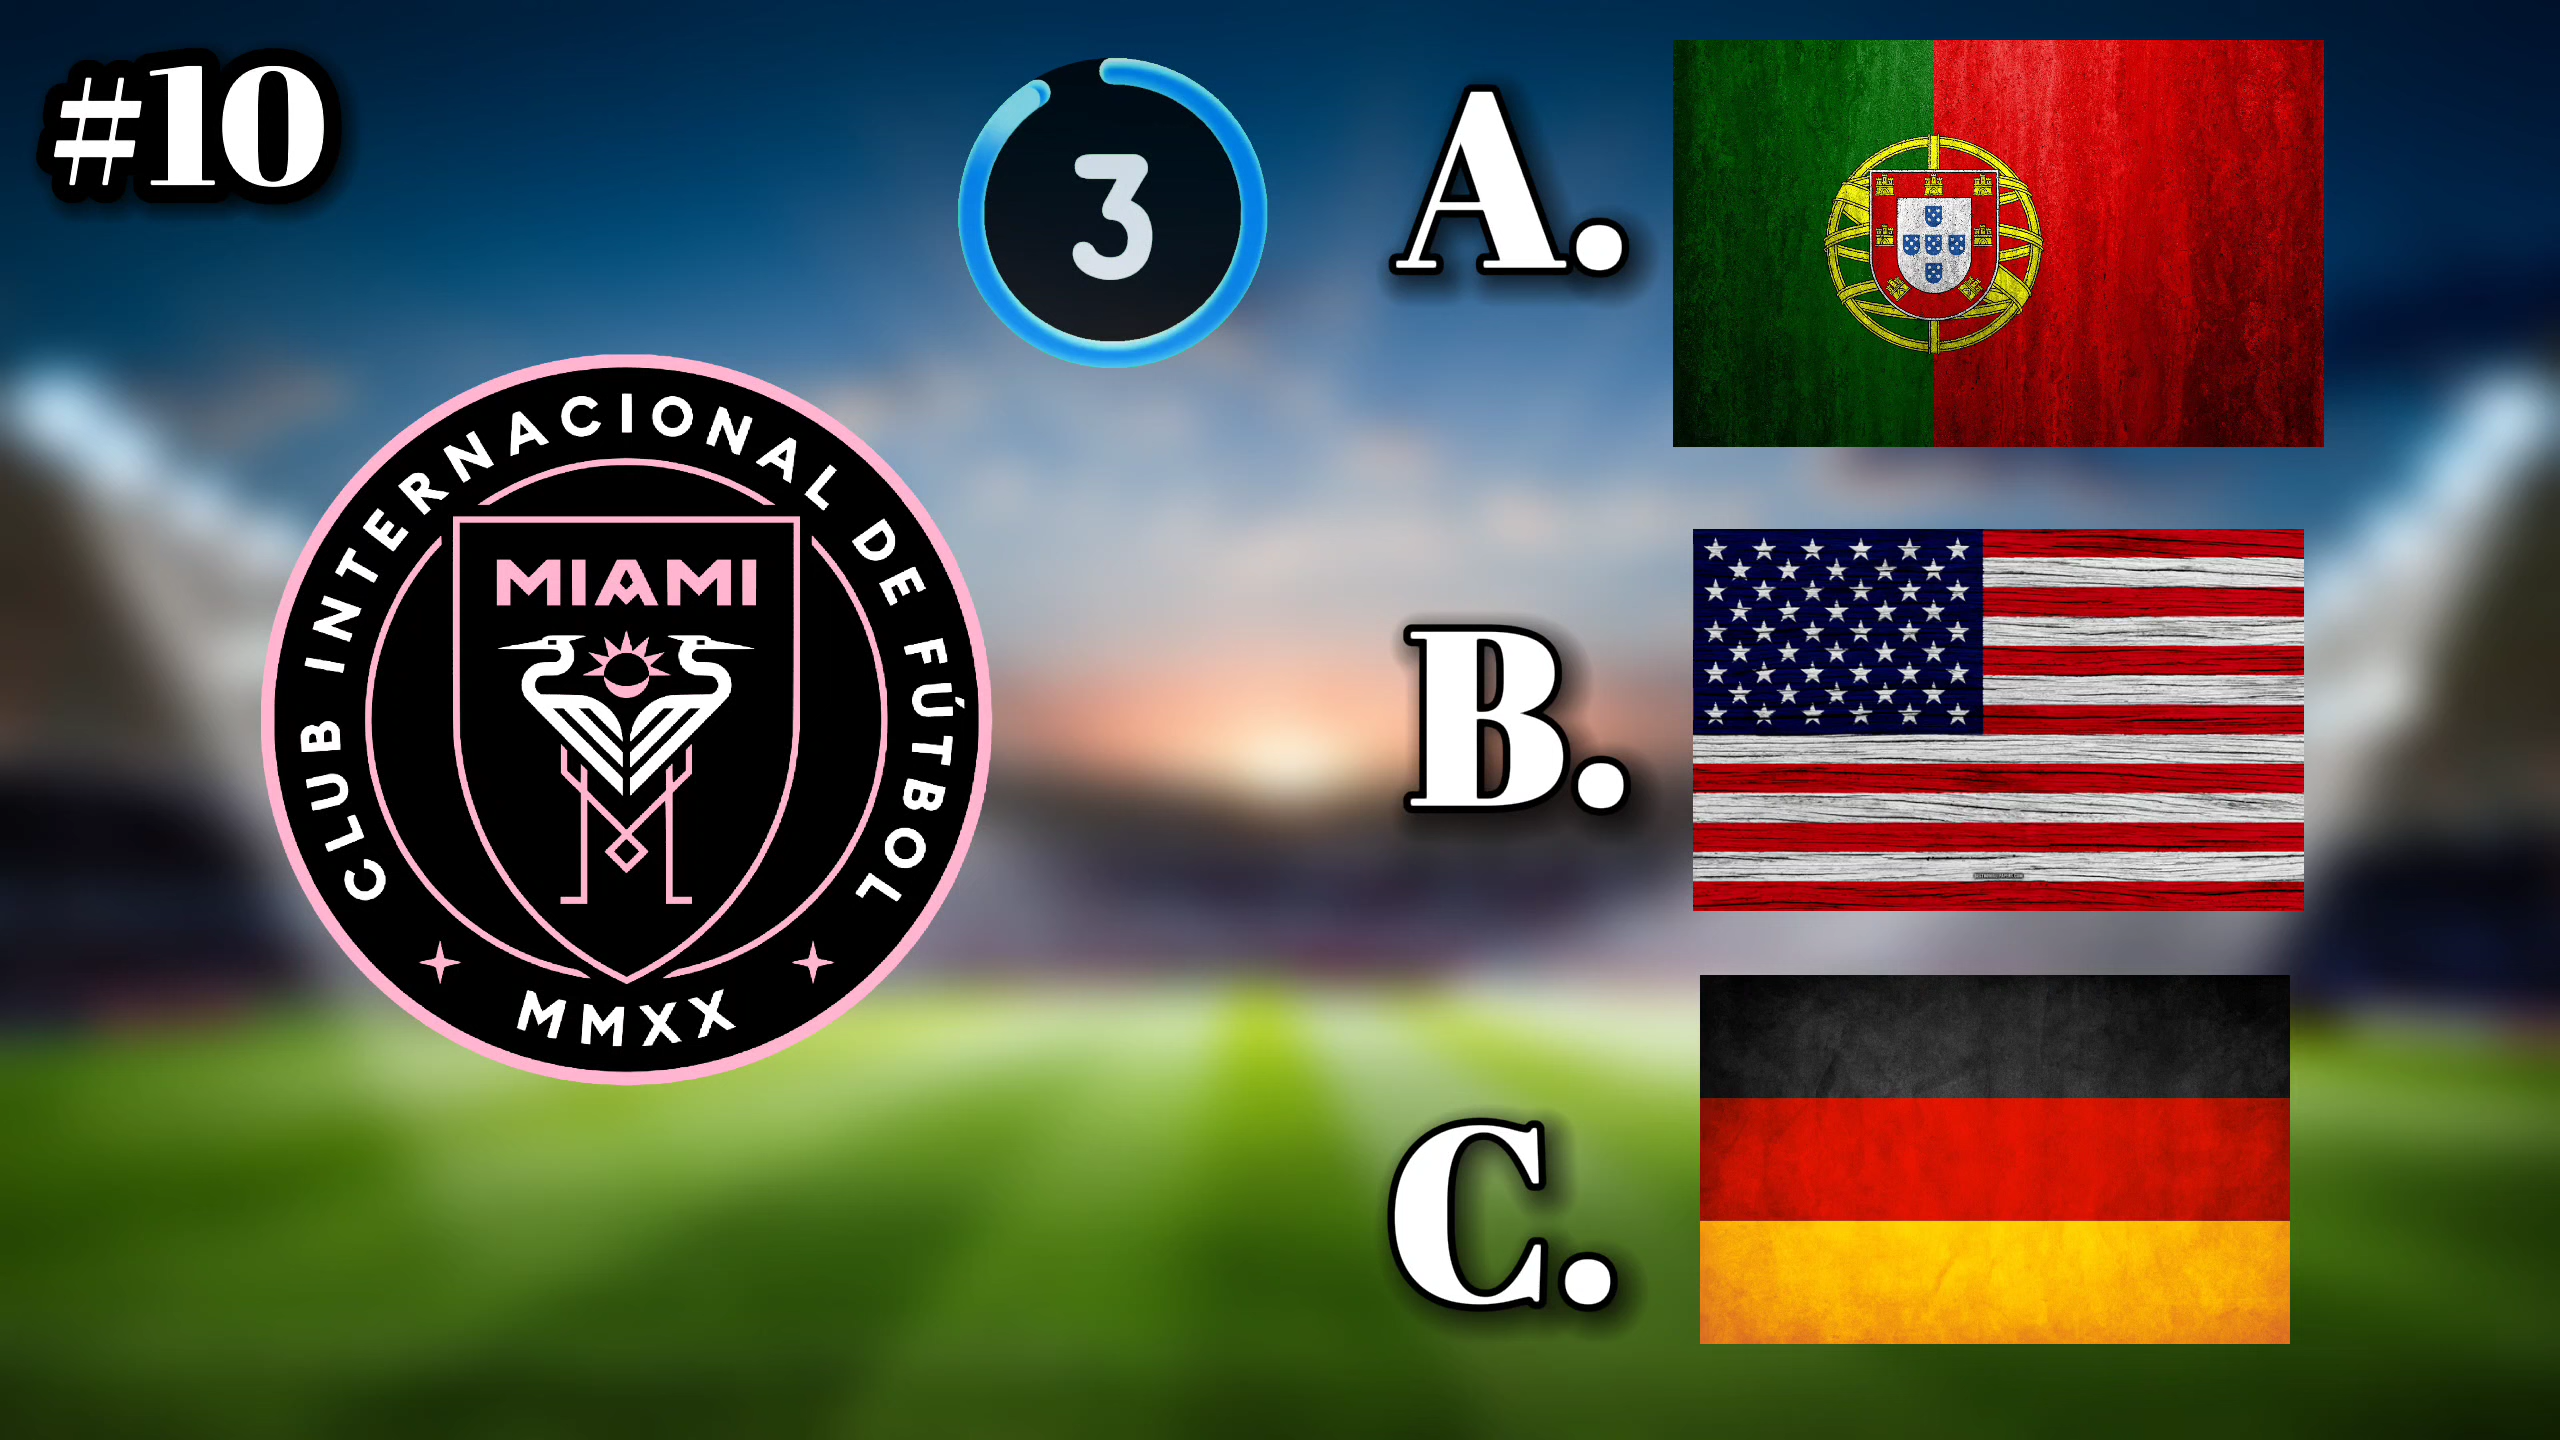 #10
3
A.
CLUB INTERNACIONAL DE FÚTBOL
MIAMI
B.
MMXX
C.